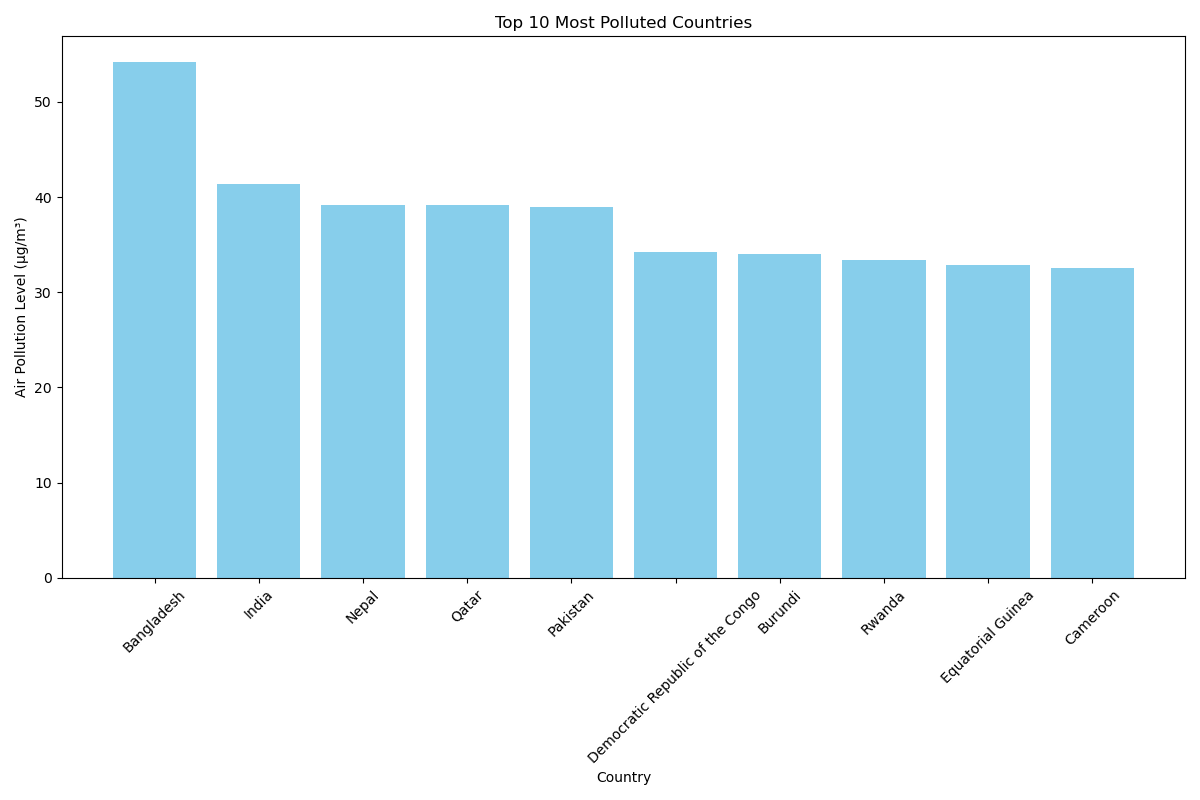 Top 10 Most Polluted Countries
Air Pollution Level (µg/m³)
50
40
30
20
10
0
Bangladesh
India
Nepal
Qatar
Pakistan
Democratic Republic of the Congo
Burundi
Rwanda
Equatorial Guinea
Cameroon
Country